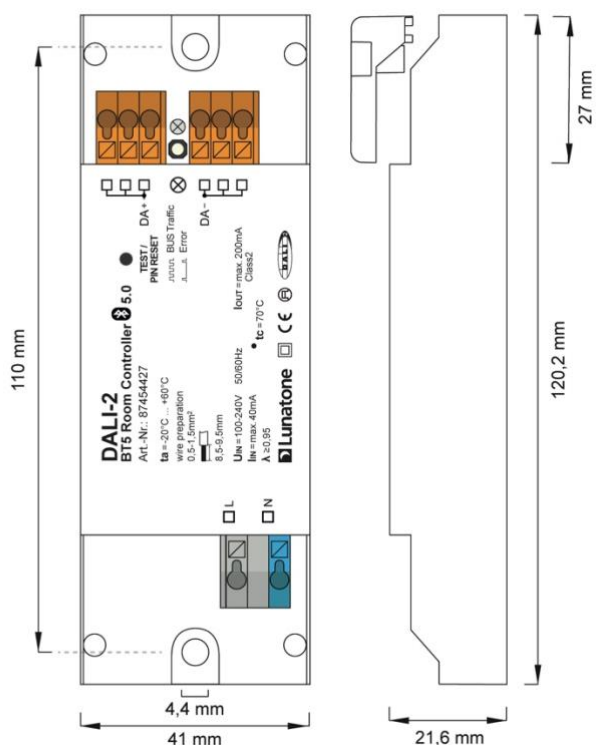 27 mm
DA+
DA-
TEST /
PIN RESET
BUS Traffic
Error
DALI-2
BT5 Room Controller 5.0
Art.-Nr.: 87454427
ta =-20°C ... +60°C
wire preparation
0,5-1,5mm²
8,5-9,5mm
UIN =100-240V 50/60Hz
IIN =max.40mA
λ ≥0,95
IOUT =max.200mA
Class2
tc =70°C
Lunatone
CE
DALI
L
N
110 mm
120,2 mm
4,4 mm
41 mm
21,6 mm